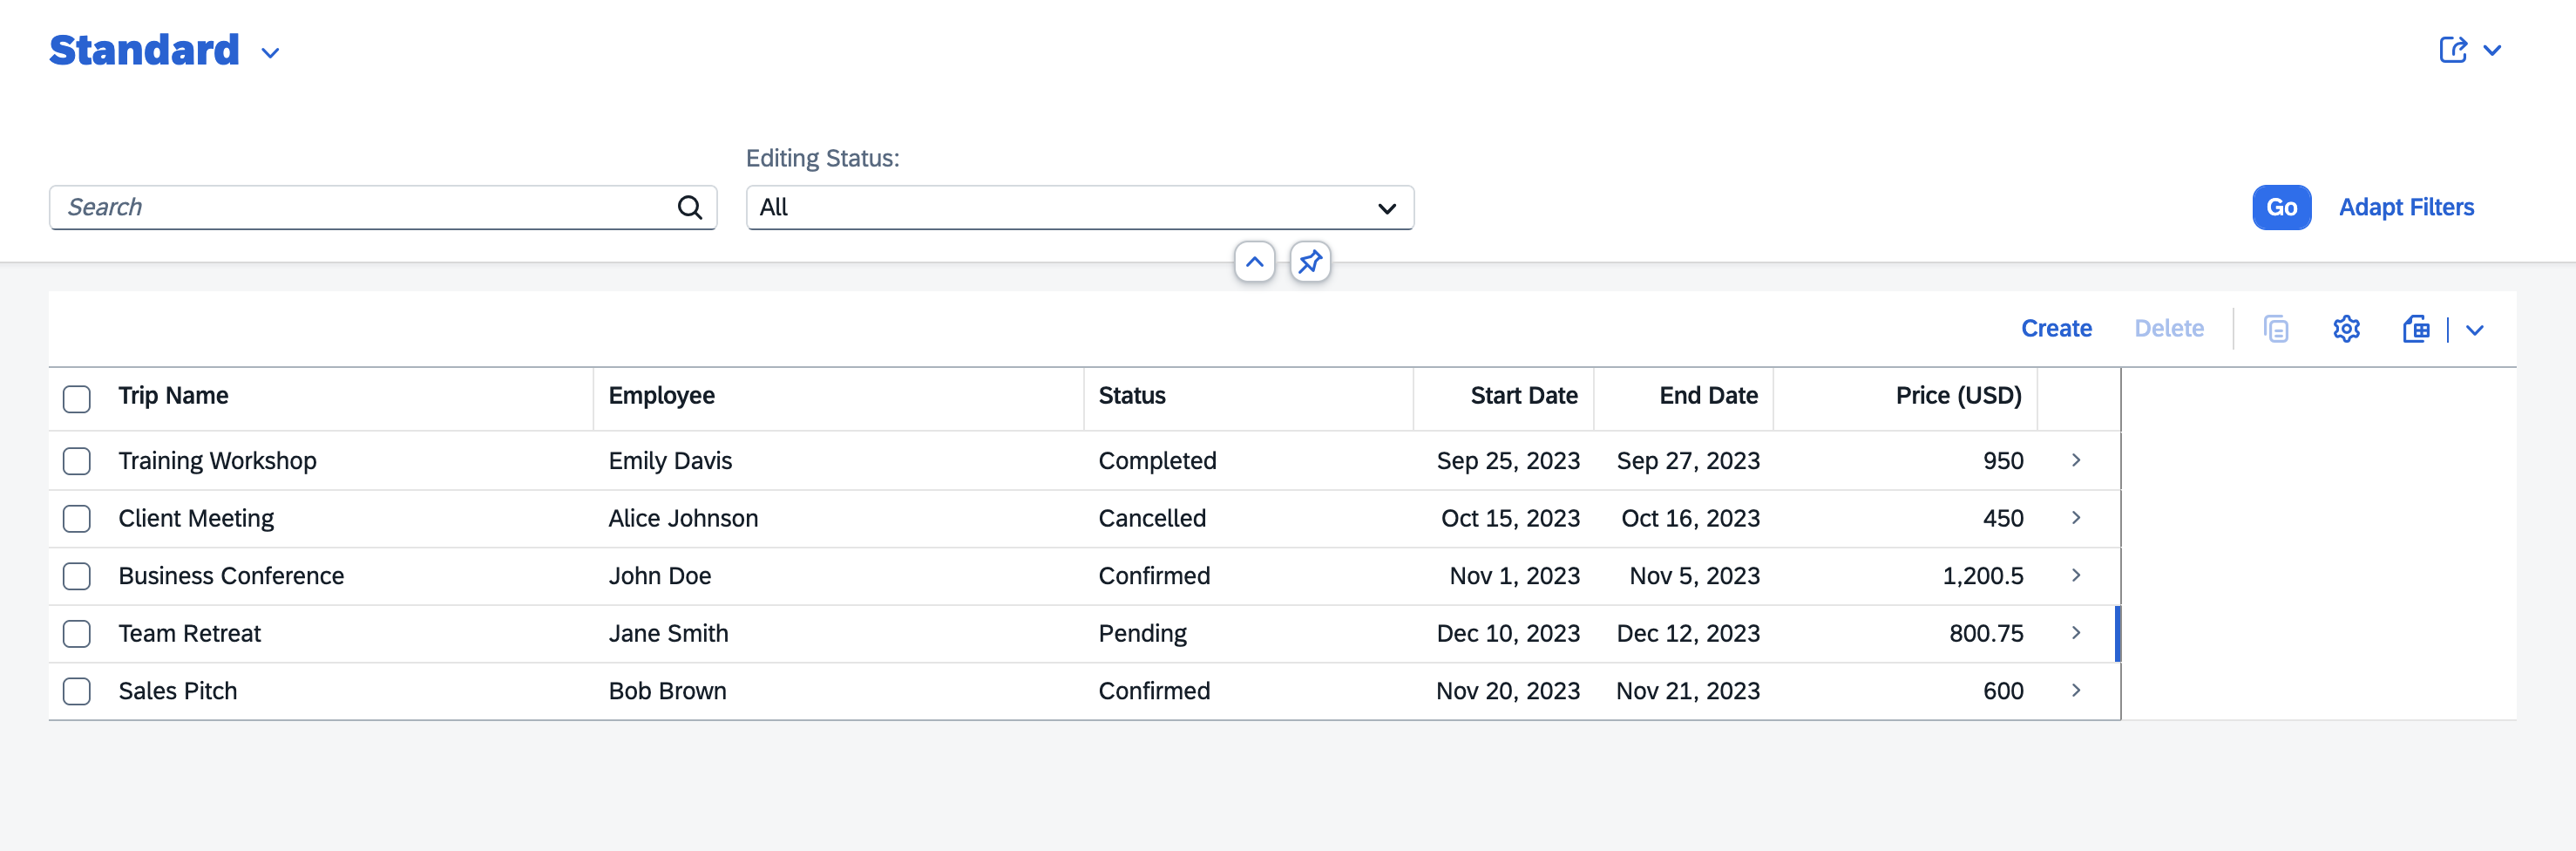 Standard
Editing Status:
Search All Go Adapt Filters
Create Delete
Trip Name Employee Status Start Date End Date Price (USD)
Training Workshop Emily Davis Completed Sep 25, 2023 Sep 27, 2023 950
Client Meeting Alice Johnson Cancelled Oct 15, 2023 Oct 16, 2023 450
Business Conference John Doe Confirmed Nov 1, 2023 Nov 5, 2023 1,200.5
Team Retreat Jane Smith Pending Dec 10, 2023 Dec 12, 2023 800.75
Sales Pitch Bob Brown Confirmed Nov 20, 2023 Nov 21, 2023 600